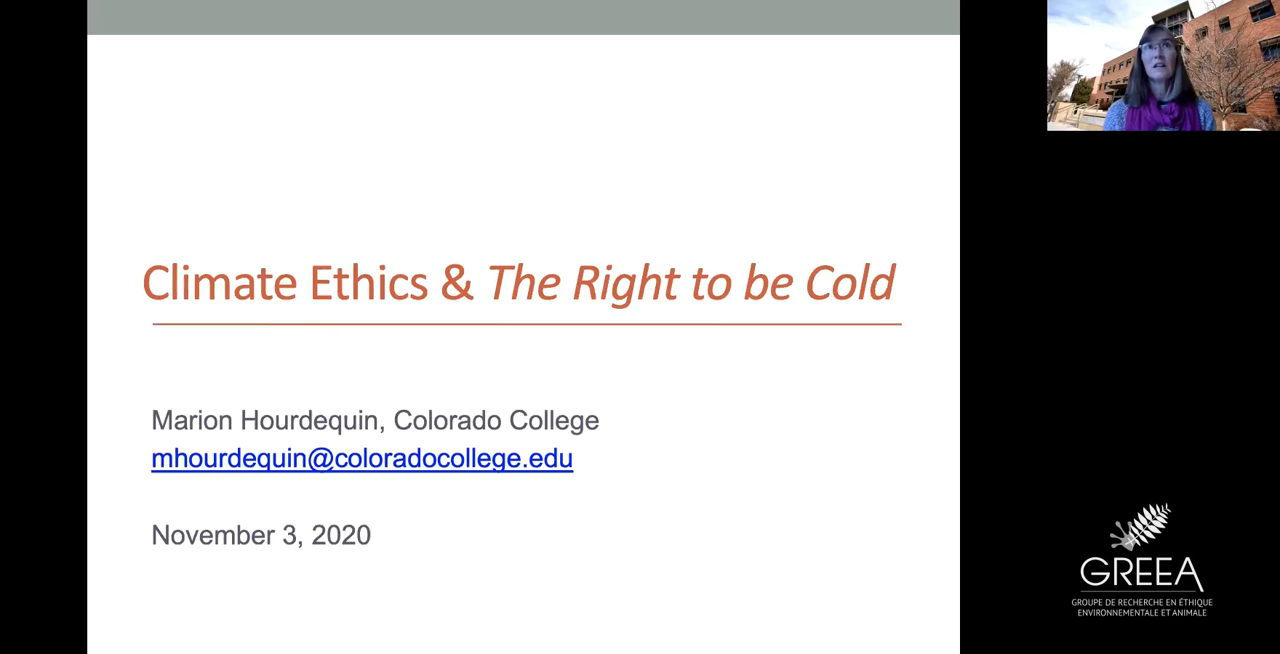 Climate Ethics & The Right to be Cold
Marion Hourdequin, Colorado College
mhourdequin@coloradocollege.edu
November 3, 2020
GREEA
GROUPE DE RECHERCHE EN ÉTHIQUE
ENVIRONNEMENTALE ET ANIMALE